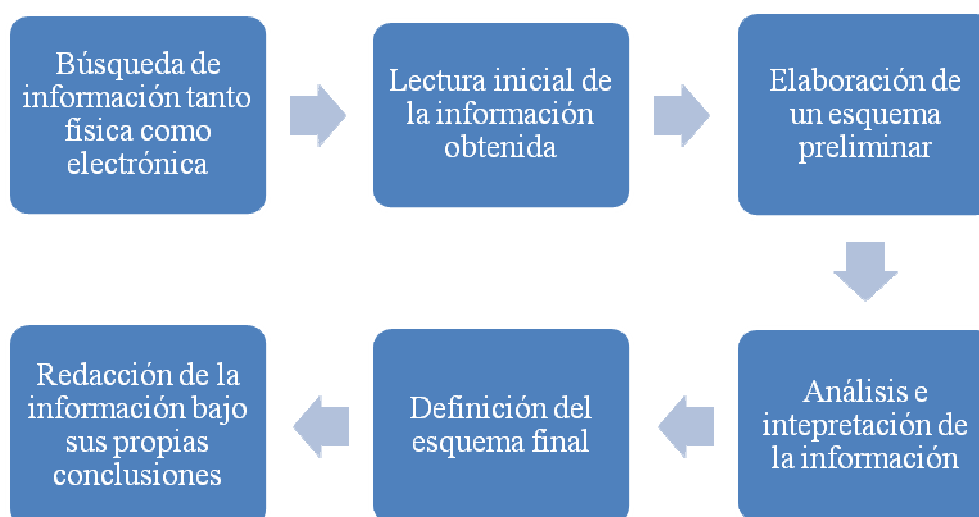 Búsqueda de
información tanto
física como
electrónica
Lectura inicial de
la información
obtenida
Elaboración de
un esquema
preliminar
Análisis e
intepretación de
la información
Definición del
esquema final
Redacción de la
información bajo
sus propias
conclusiones